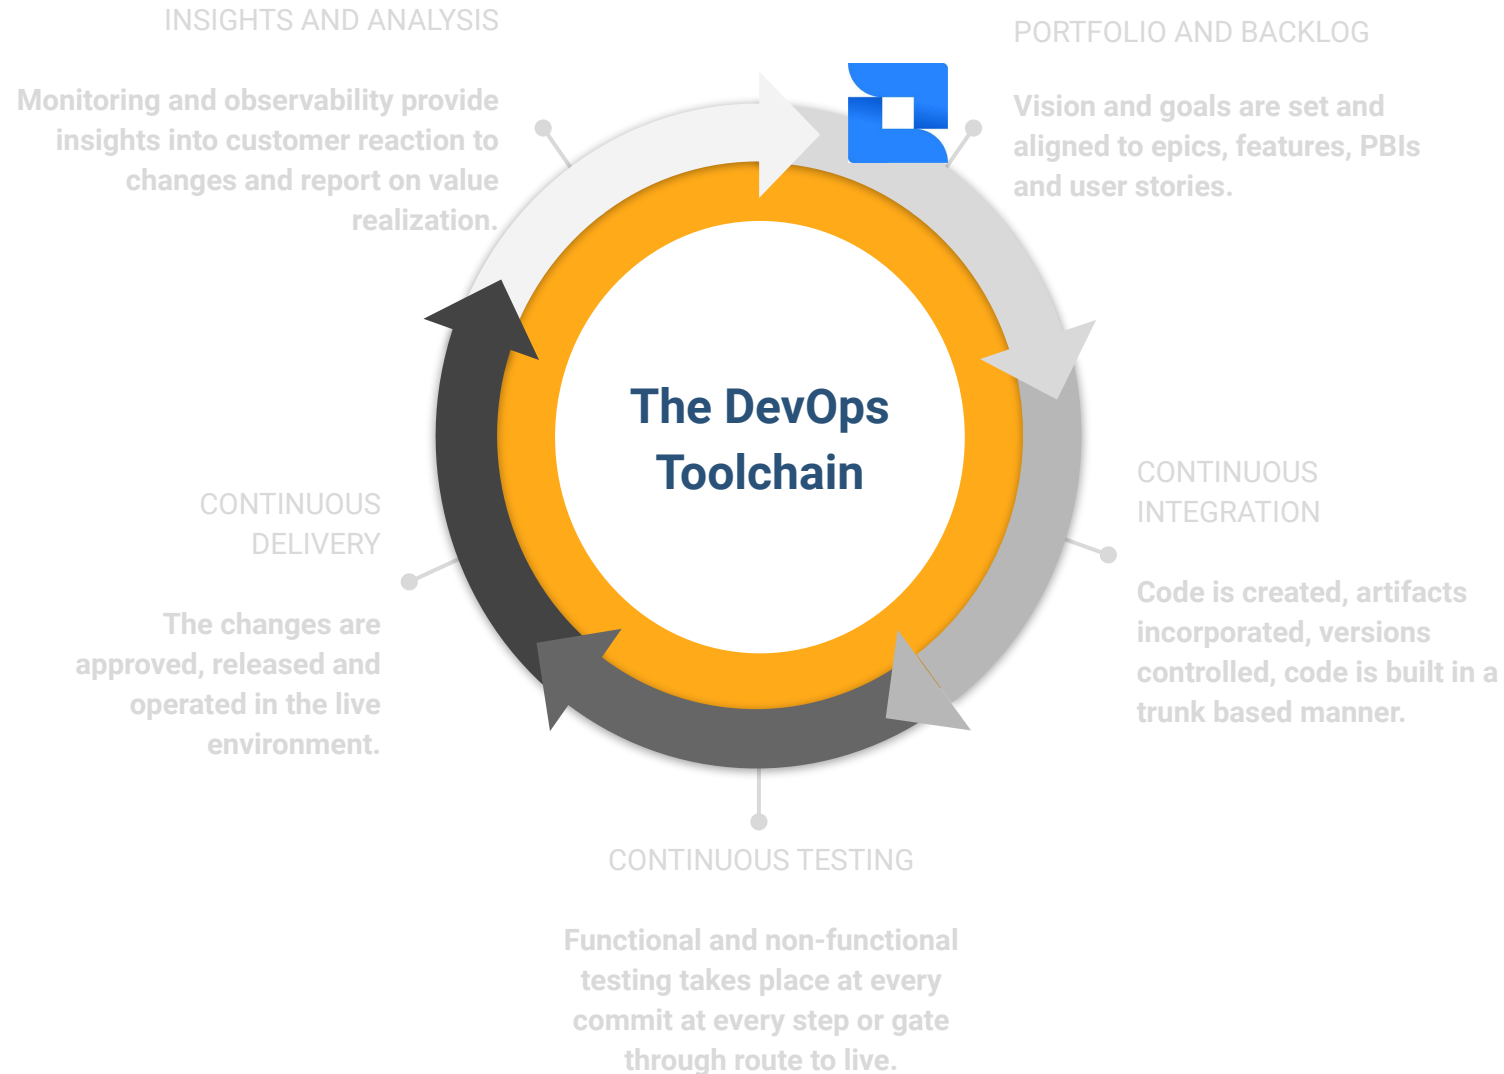 INSIGHTS AND ANALYSIS
Monitoring and observability provide
insights into customer reaction to
changes and report on value
realization.
PORTFOLIO AND BACKLOG
Vision and goals are set and
aligned to epics, features, PBIs
and user stories.
The DevOps
Toolchain
CONTINUOUS
INTEGRATION
Code is created, artifacts
incorporated, versions
controlled, code is built in a
trunk based manner.
CONTINUOUS
DELIVERY
The changes are
approved, released and
operated in the live
environment.
CONTINUOUS TESTING
Functional and non-functional
testing takes place at every
commit at every step or gate
through route to live.